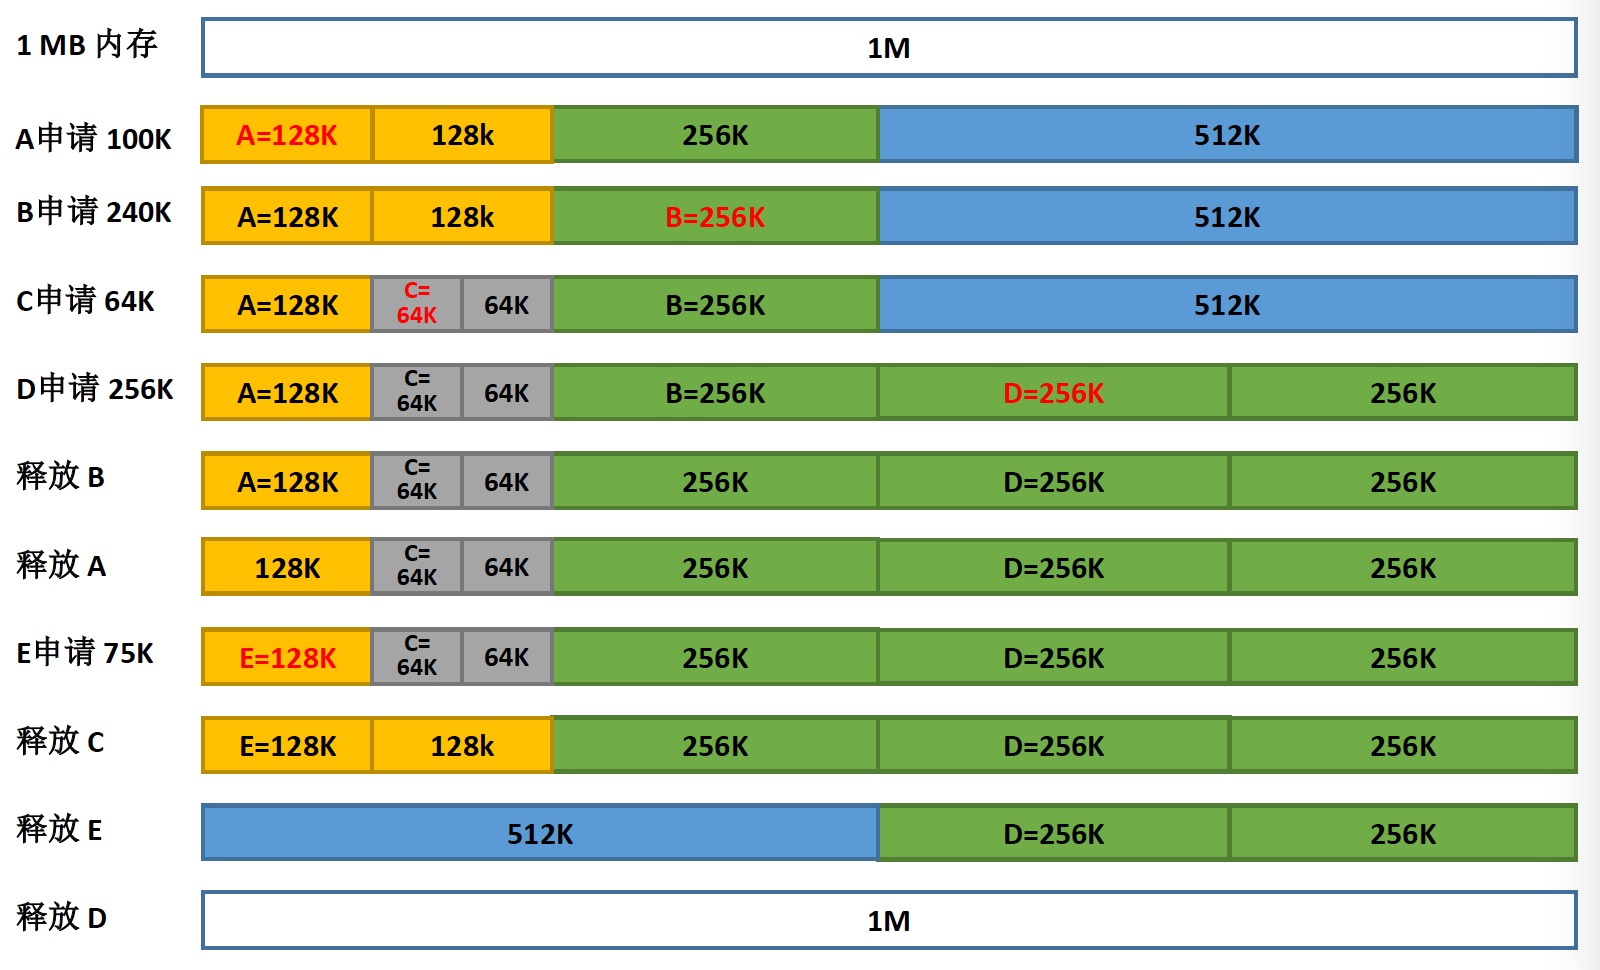 1 MB 内存
1M
A申请 100K
A=128K 128k 256K 512K
B申请 240K
A=128K 128k B=256K 512K
C申请 64K
A=128K C= 64K 64K B=256K 512K
D申请 256K
A=128K C= 64K 64K B=256K D=256K 256K
释放 B
A=128K C= 64K 64K 256K D=256K 256K
释放 A
128K C= 64K 64K 256K D=256K 256K
E申请 75K
E=128K C= 64K 64K 256K D=256K 256K
释放 C
E=128K 128k 256K D=256K 256K
释放 E
512K D=256K 256K
释放 D
1M